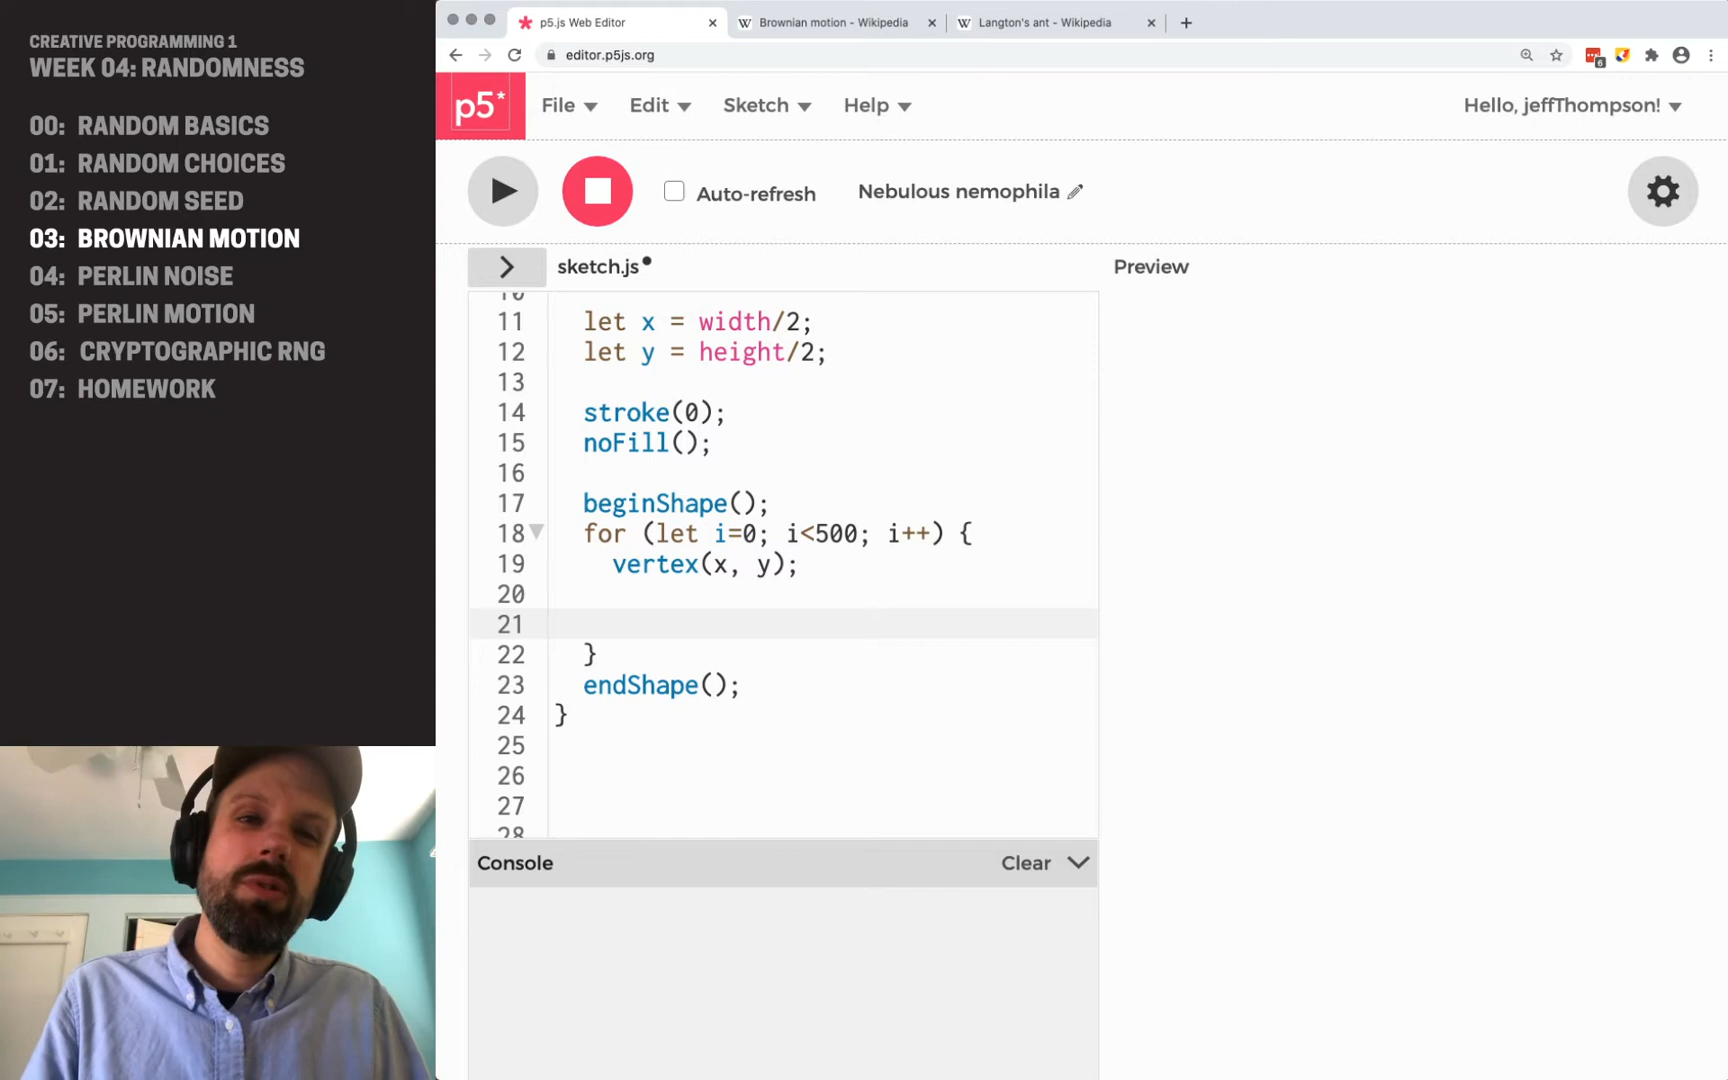 CREATIVE PROGRAMMING 1
WEEK 04: RANDOMNESS
00: RANDOM BASICS
01: RANDOM CHOICES
02: RANDOM SEED
03: BROWNIAN MOTION
04: PERLIN NOISE
05: PERLIN MOTION
06: CRYPTOGRAPHIC RNG
07: HOMEWORK
p5.js Web Editor
Brownian motion - Wikipedia
Langton's ant - Wikipedia
editor.p5js.org
6
p5* File Edit Sketch Help Hello, jeffThompson!
Auto-refresh Nebulous nemophila
sketch.js Preview
10
11 let x = width/2;
12 let y = height/2;
13
14 stroke(0);
15 noFill();
16
17 beginShape();
18 for (let i=0; i<500; i++) {
19 vertex(x, y);
20
21
22 }
23 endShape();
24 }
25
26
27
28
Console Clear